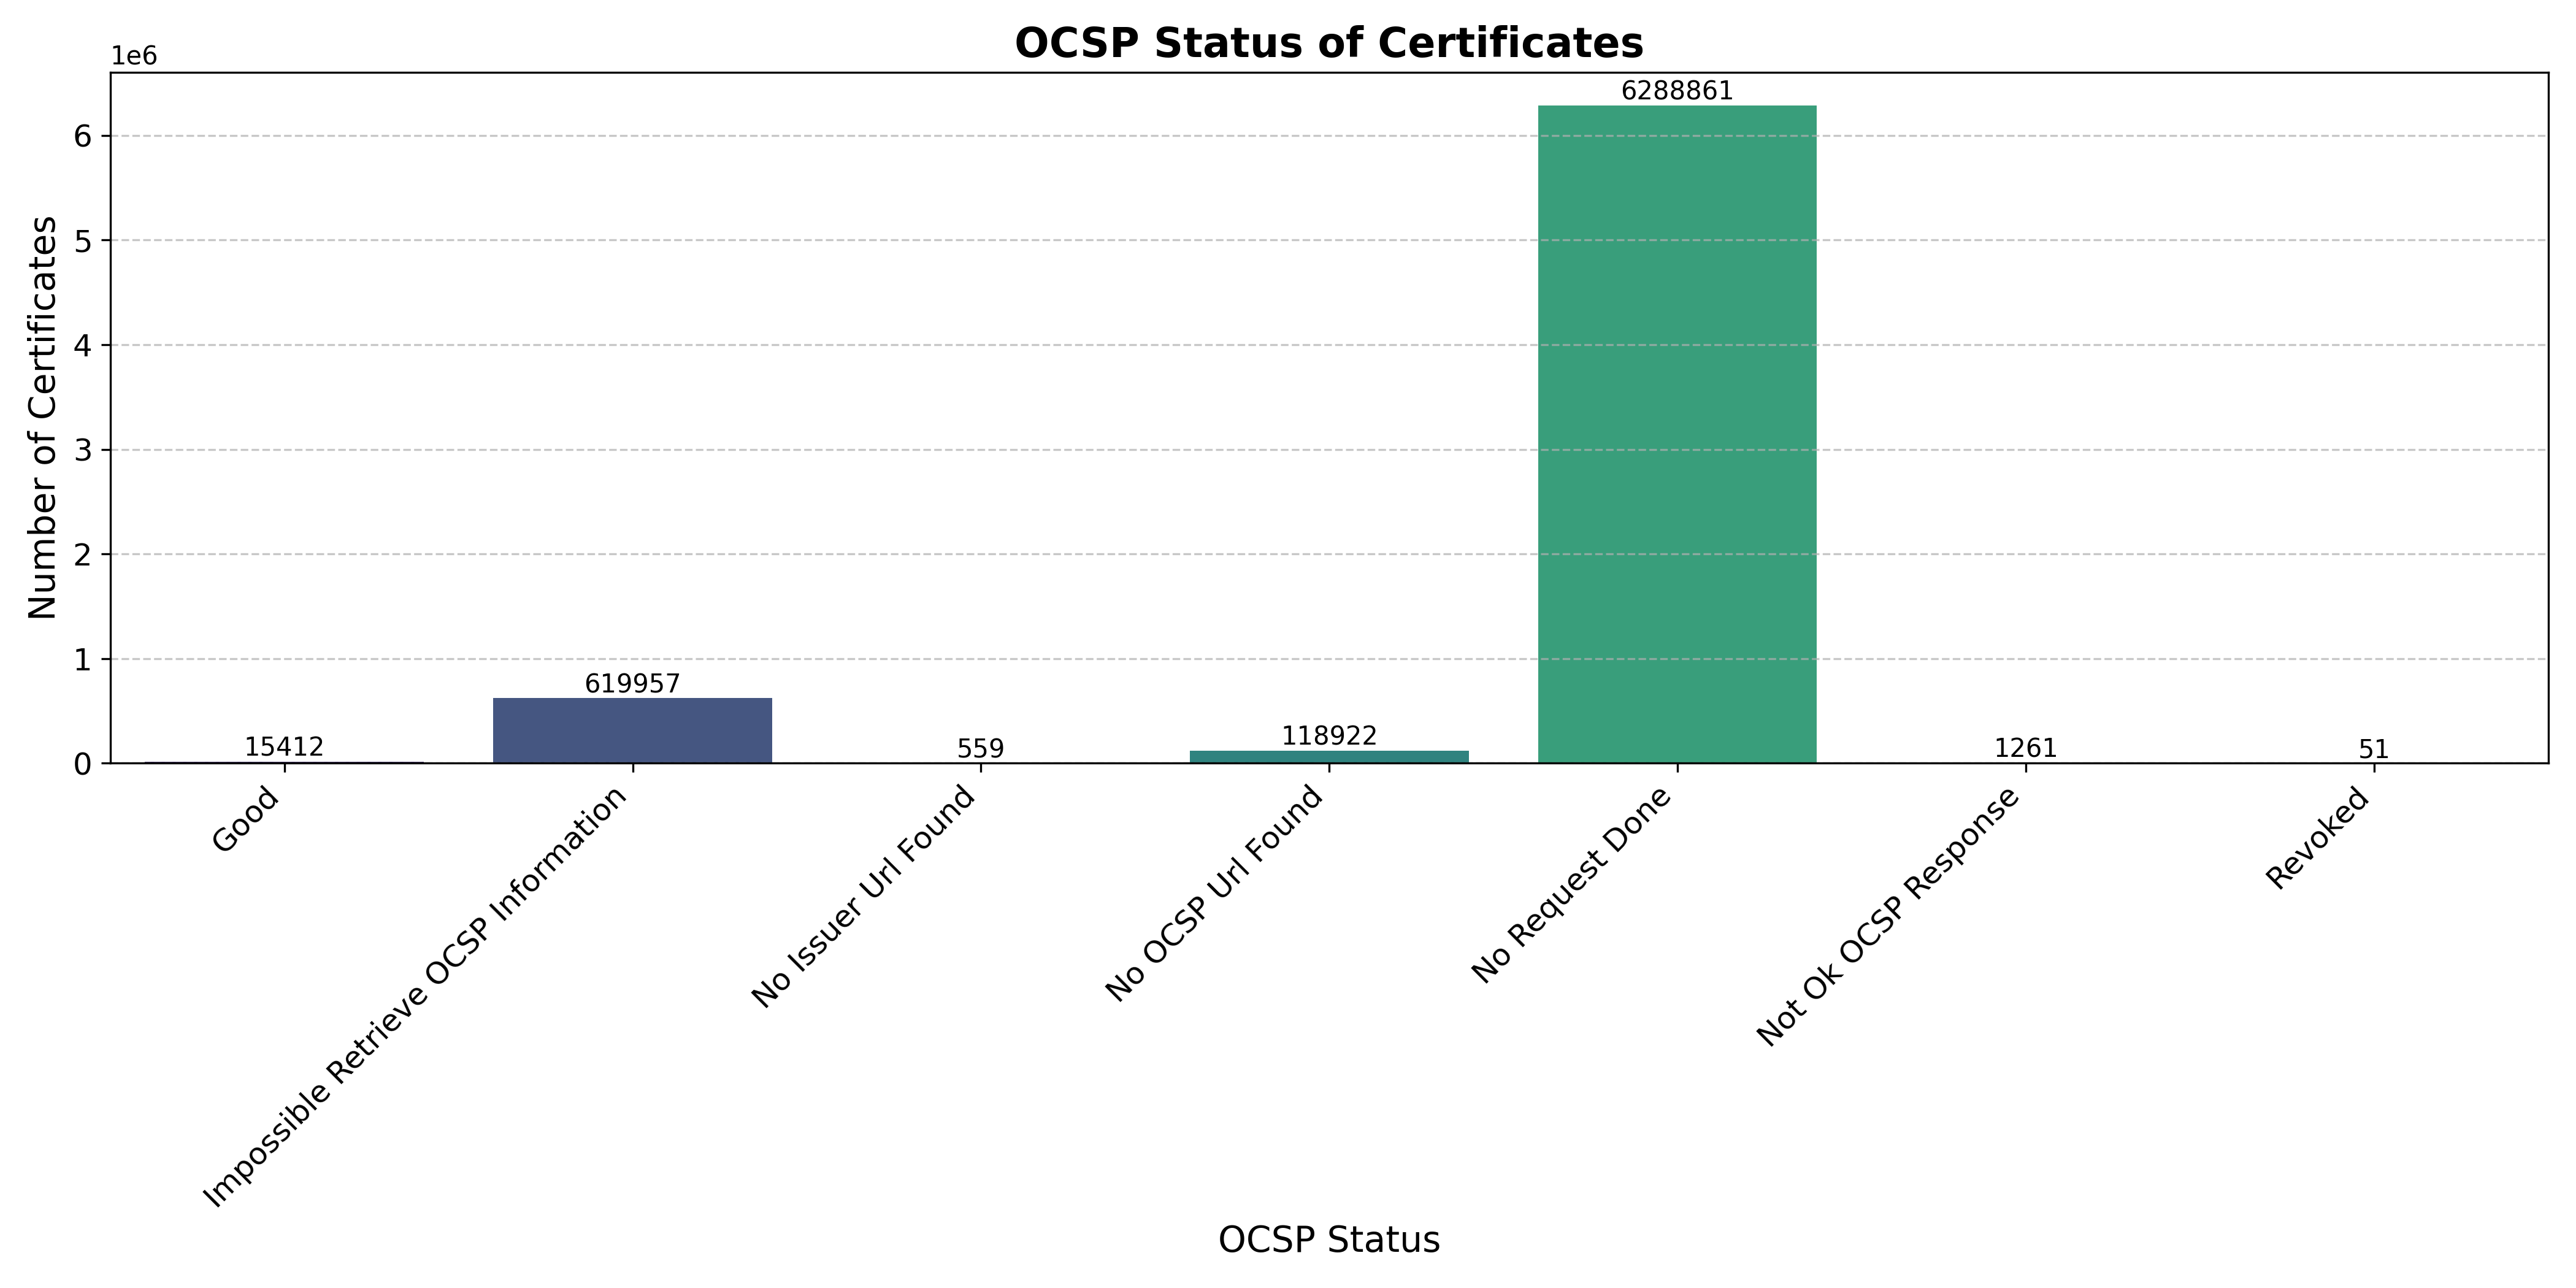 OCSP Status of Certificates
1e6
Number of Certificates
6
5
4
3
2
1
0
15412
619957
559
118922
6288861
1261
51
Good
Impossible Retrieve OCSP Information
No Issuer Url Found
No OCSP Url Found
No Request Done
Not Ok OCSP Response
Revoked
OCSP Status